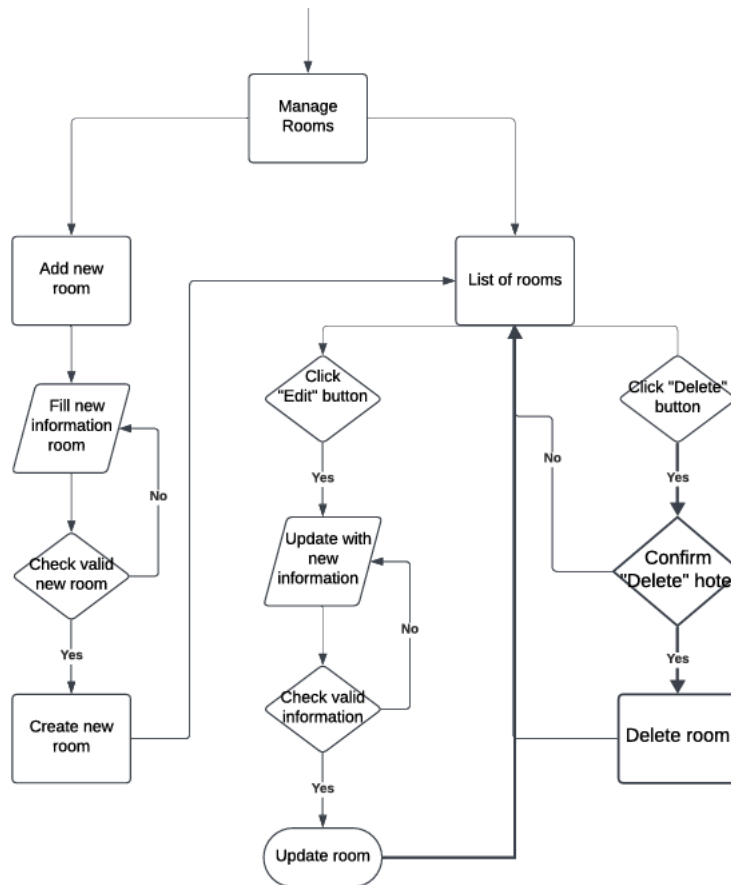 Manage
Rooms
Add new
room
List of rooms
Click
"Edit" button
Click "Delete"
button
Fill new
information
room
No
No
Yes
Yes
Check valid
new room
Update with
new
information
Confirm
"Delete" hote
No
Yes
Yes
Create new
room
Check valid
information
Delete room
Yes
Update room